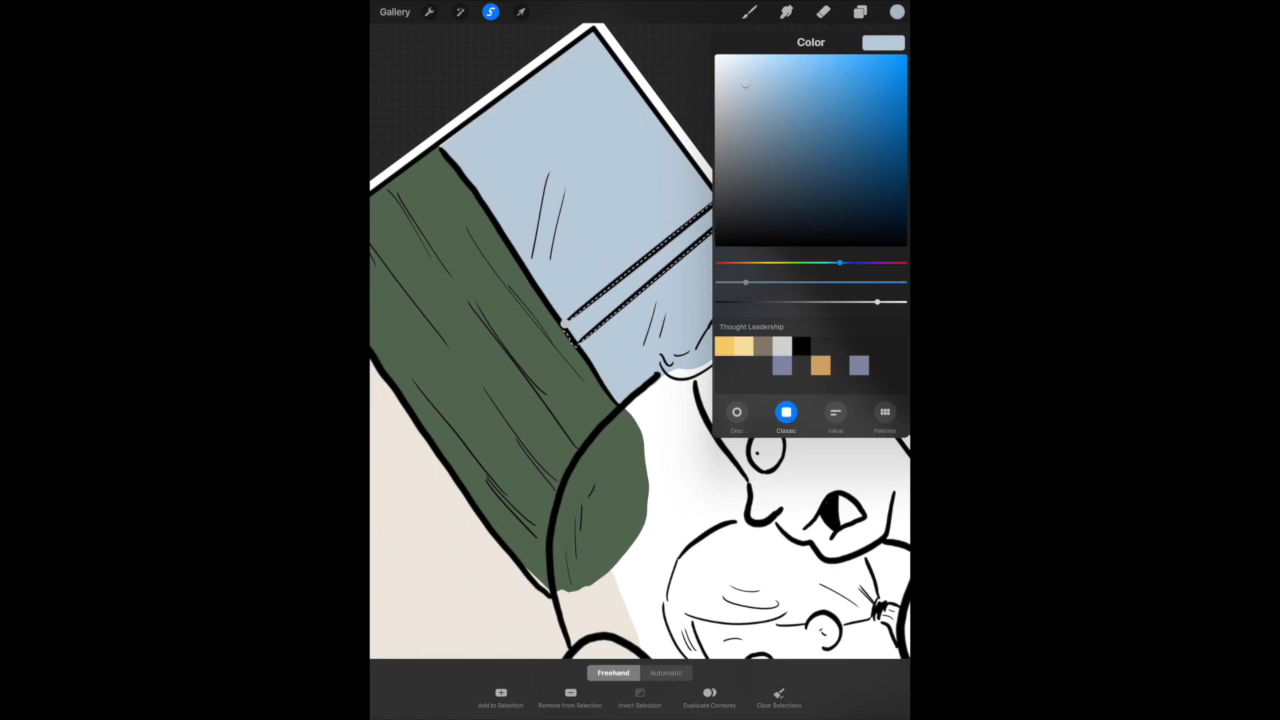 Gallery
Color
Thought Leadership
Disc
Classic
Value
Palettes
Freehand
Automatic
Add to Selection
Remove from Selection
Invert Selection
Duplicate Contents
Clear Selections